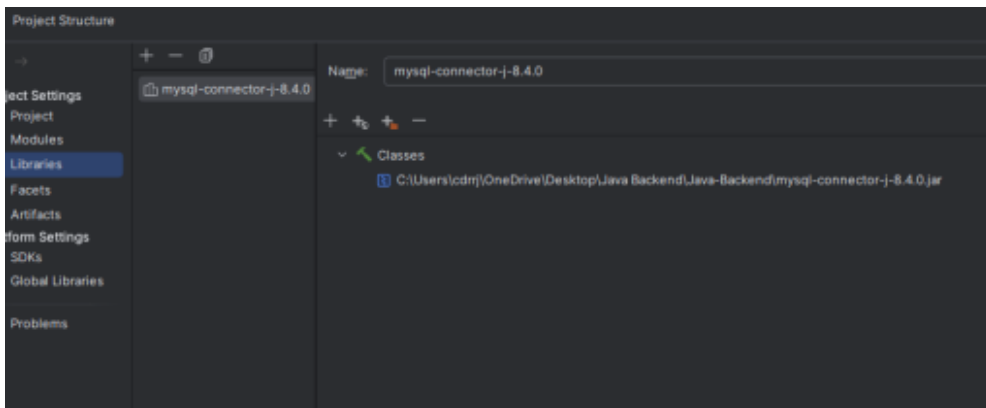 Project Structure
Name: mysql-connector-j-8.4.0
mysql-connector-j-8.4.0
ject Settings
Project
Modules
Libraries
Facets
Artifacts
tform Settings
SDKs
Global Libraries
Problems
Classes
C:\Users\cdrrj\OneDrive\Desktop\Java Backend\Java-Backend\mysql-connector-j-8.4.0.jar